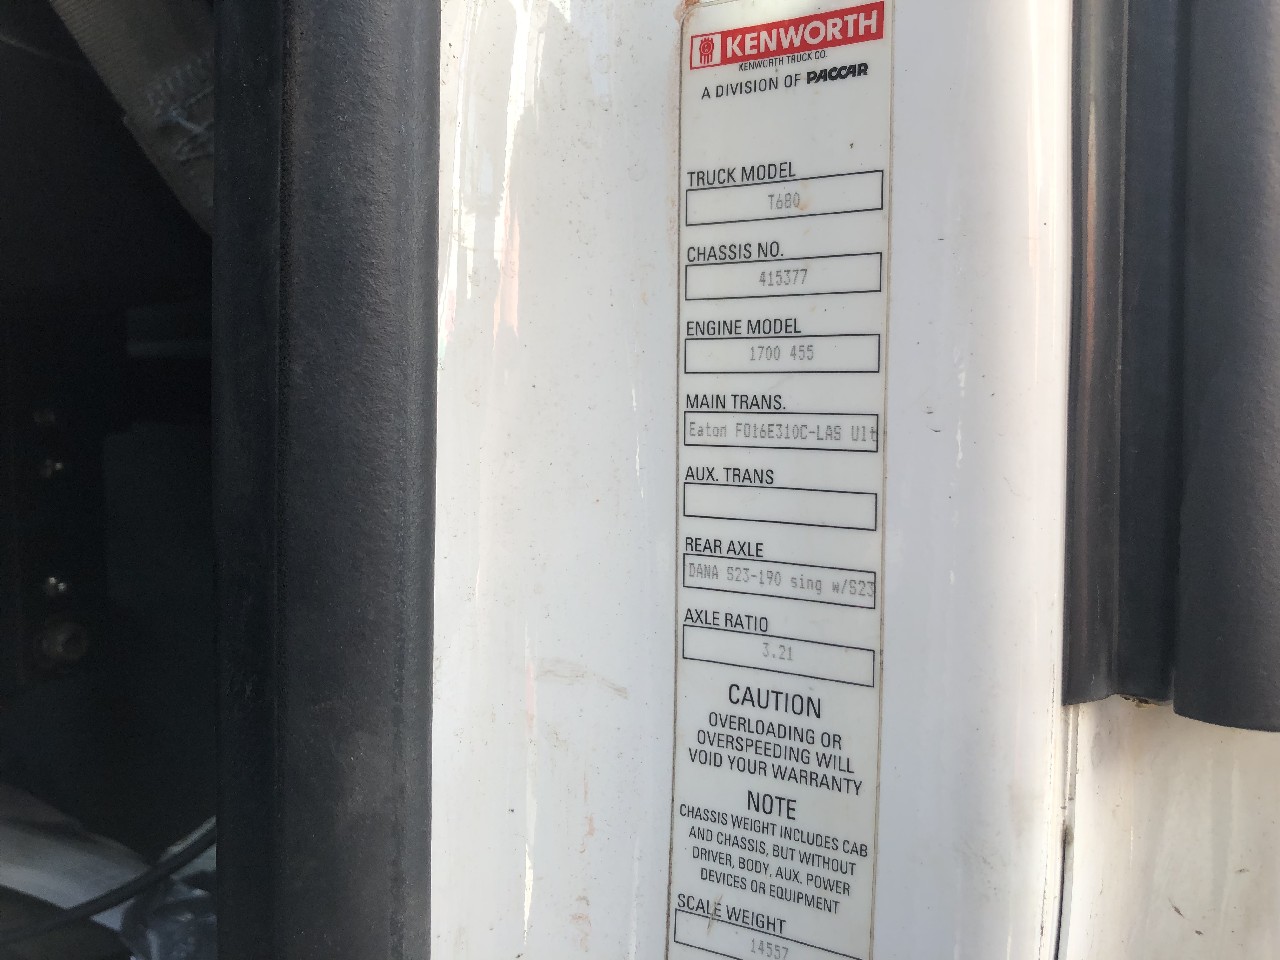 KENWORTH
KENWORTH TRUCK CO.
A DIVISION OF PACCAR
TRUCK MODEL
T680
CHASSIS NO.
415377
ENGINE MODEL
1700 455
MAIN TRANS.
Eaton FO16E310C-LAS Ult
AUX. TRANS
REAR AXLE
DANA S23-190 sing w/S23
AXLE RATIO
3.21
CAUTION
OVERLOADING OR
OVERSPEEDING WILL
VOID YOUR WARRANTY
NOTE
CHASSIS WEIGHT INCLUDES CAB
AND CHASSIS, BUT WITHOUT
DRIVER, BODY, AUX. POWER
DEVICES OR EQUIPMENT
SCALE WEIGHT
14557